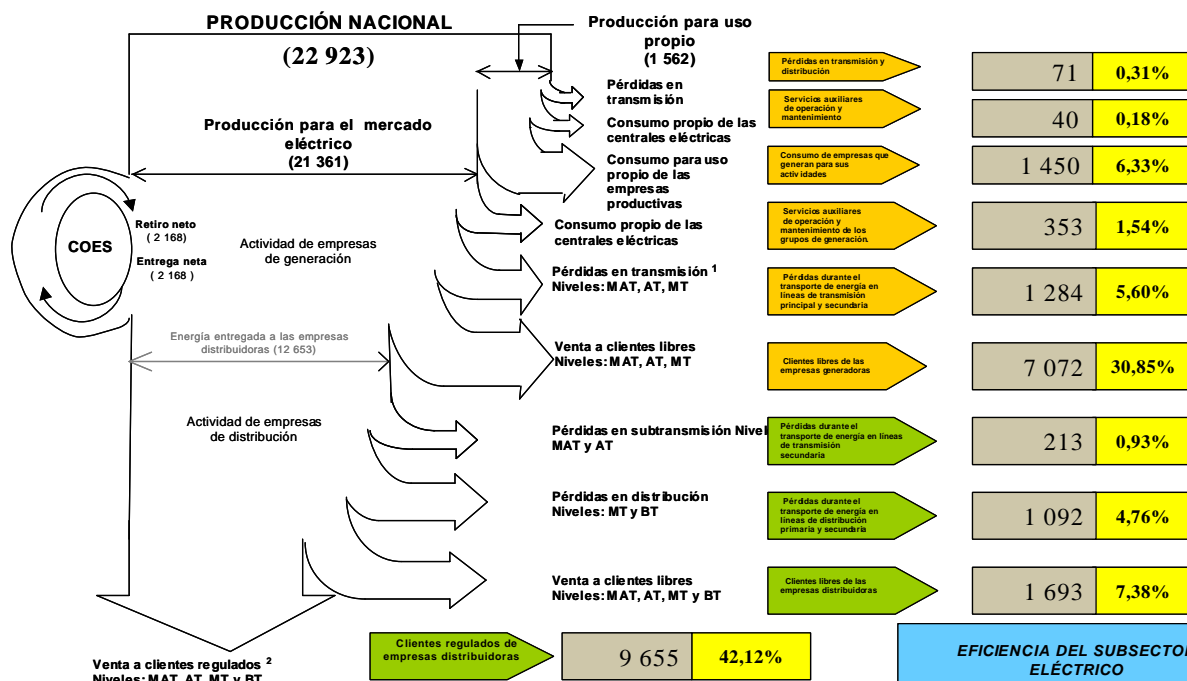 PRODUCCIÓN NACIONAL
(22 923)
Producción para uso
propio
(1 562)
Producción para el mercado
eléctrico
(21 361)
COES
Retiro neto
( 2 168)
Entrega neta
( 2 168 )
Actividad de empresas
de generación
Energía entregada a las empresas
distribuidoras (12 653)
Actividad de empresas
de distribución
Pérdidas en
transmisión
Pérdidas en transmisión y
distribución
71
0,31%
Consumo propio de las
centrales eléctricas
Servicios auxiliares
de operación y
mantenimiento
40
0,18%
Consumo para uso
propio de las
empresas
productivas
Consumo de empresas que
generan para sus
actividades
1 450
6,33%
Consumo propio de las
centrales eléctricas
Servicios auxiliares
de operación y
mantenimiento de los
grupos de generación.
353
1,54%
Pérdidas en transmisión 1
Niveles: MAT, AT, MT
Pérdidas durante el
transporte de energía en
líneas de transmisión
principal y secundaria
1 284
5,60%
Venta a clientes libres
Niveles: MAT, AT, MT
Clientes libres de las
empresas generadoras
7 072
30,85%
Pérdidas en subtransmisión Nivel
MAT y AT
Pérdidas durante el
transporte de energía en líneas
de transmisión
secundaria
213
0,93%
Pérdidas en distribución
Niveles: MT y BT
Pérdidas durante el
transporte de energía en
líneas de distribución
primaria y secundaria
1 092
4,76%
Venta a clientes libres
Niveles: MAT, AT, MT y BT
Clientes libres de las
empresas distribuidoras
1 693
7,38%
Venta a clientes regulados 2
Niveles: MAT, AT, MT y BT
Clientes regulados de
empresas distribuidoras
9 655
42,12%
EFICIENCIA DEL SUBSECTOR
ELÉCTRICO